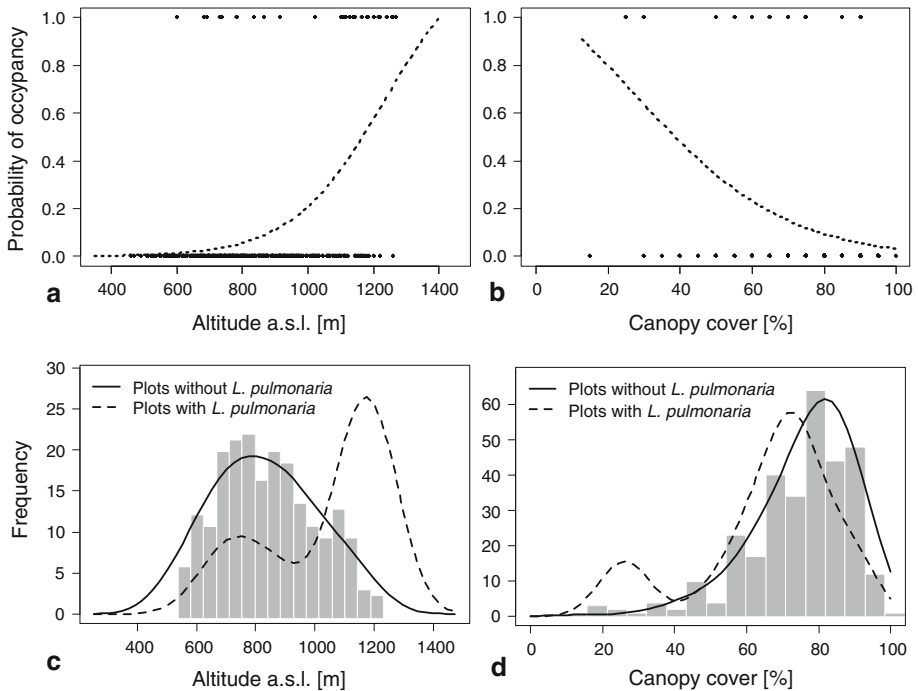 Probability of occypancy
1.0
0.8
0.6
0.4
0.2
0.0
400 600 800 1000 1200 1400
a
Altitude a.s.l. [m]
1.0
0.8
0.6
0.4
0.2
0.0
0 20 40 60 80 100
b
Canopy cover [%]
Frequency
30
25
20
15
10
5
0
Plots without L. pulmonaria
Plots with L. pulmonaria
400 600 800 1000 1200 1400
c
Altitude a.s.l. [m]
60
50
40
30
20
10
0
Plots without L. pulmonaria
Plots with L. pulmonaria
0 20 40 60 80 100
d
Canopy cover [%]